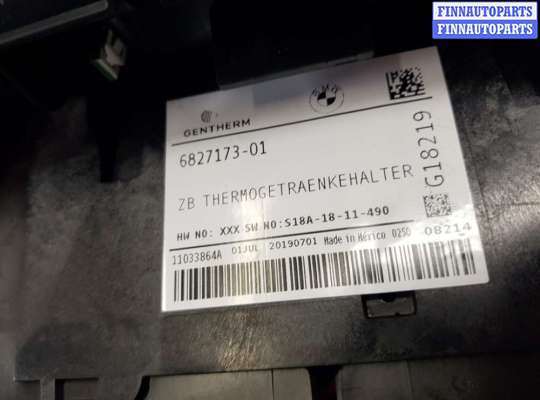 FINNAUTOPARTS
FINNAUTOPARTS
GENTHERM
BMW
6827173-01
ZB THERMOGETRAENKEHALTER
G18219
HW NO: XXX SW NO:S18A-18-11-490
11033864A 01JUL 20190701 Made in Mexico 0250
08214